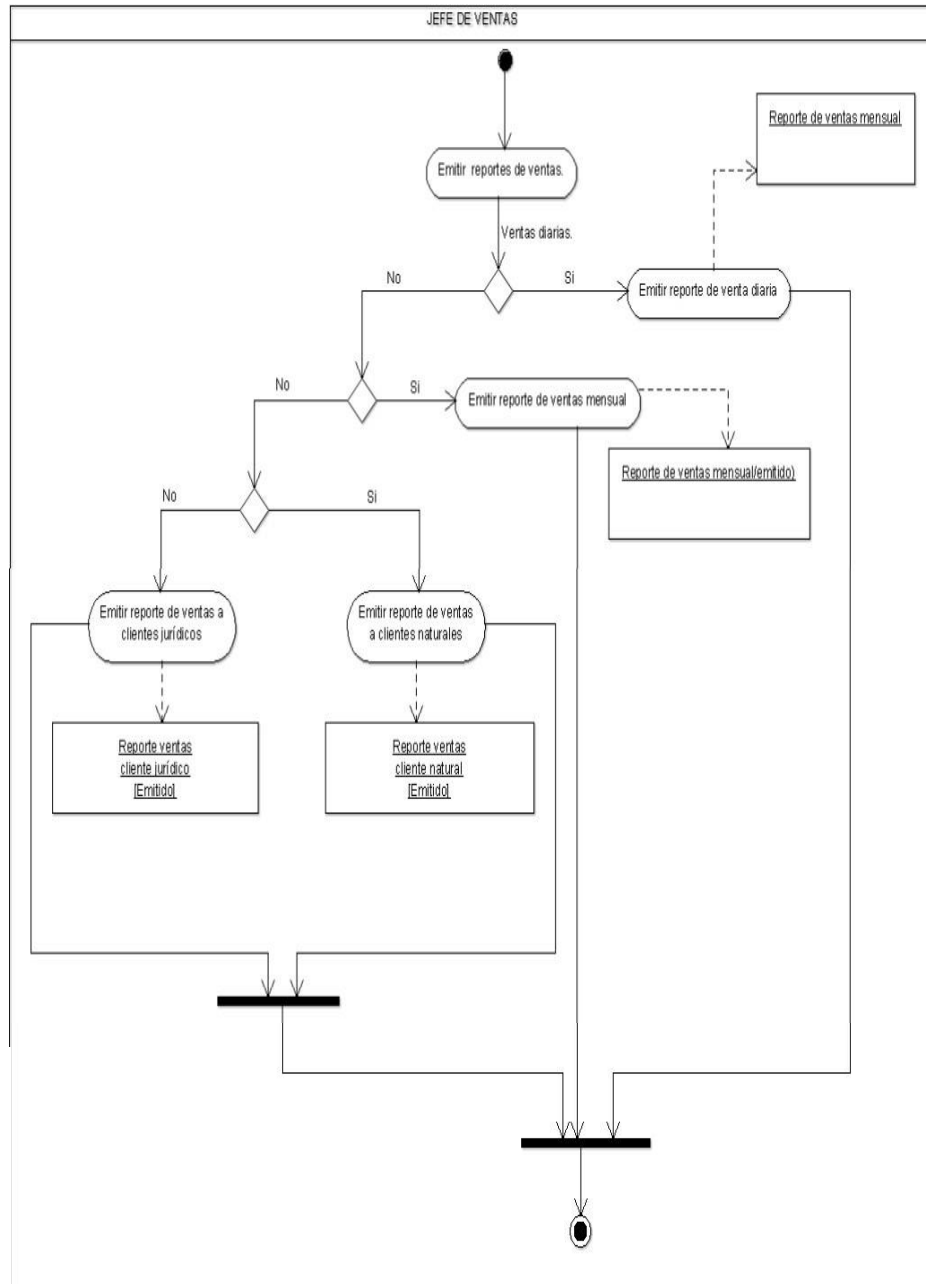 JEFE DE VENTAS
Reporte de ventas mensual
Emitir reportes de ventas.
Ventas diarias.
No
Si
Emitir reporte de venta diaria
No
Si
Emitir reporte de ventas mensual
Reporte de ventas mensual/emitido)
No
Si
Emitir reporte de ventas a
clientes jurídicos
Emitir reporte de ventas
a clientes naturales
Reporte ventas
cliente jurídico
[Emitido]
Reporte ventas
cliente natural
[Emitido]